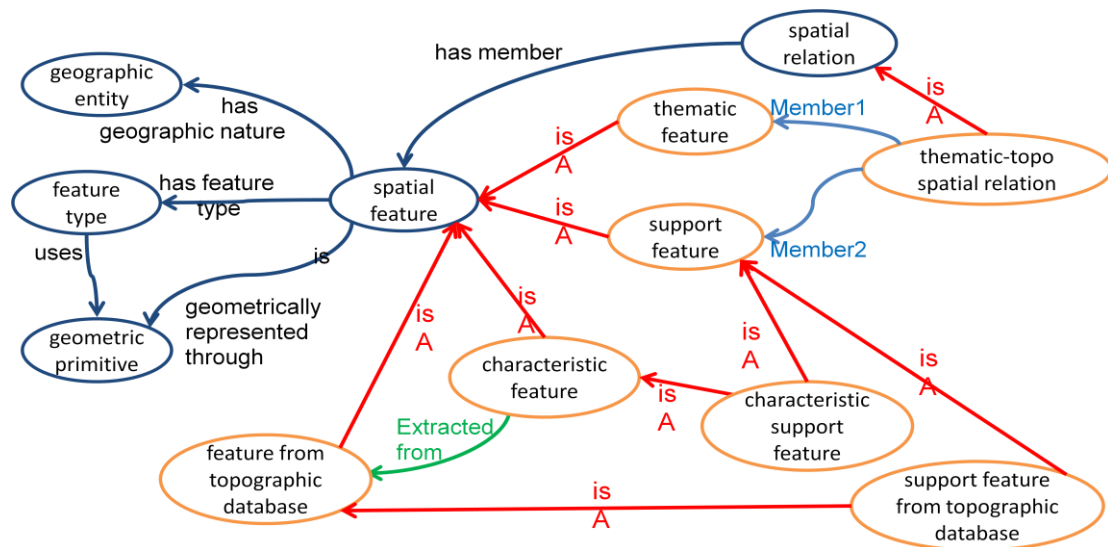 spatial
relation
has member
geographic
entity
has
geographic nature
is
A
thematic
feature
Member1
is
A
thematic-topo
spatial relation
feature
type
has feature
type
spatial
feature
is
A
support
feature
Member2
uses
is
geometrically
represented
through
geometric
primitive
is
A
is
A
characteristic
feature
is
A
is
A
characteristic
support
feature
is
A
Extracted
from
feature from
topographic
database
is
A
support feature
from topographic
database